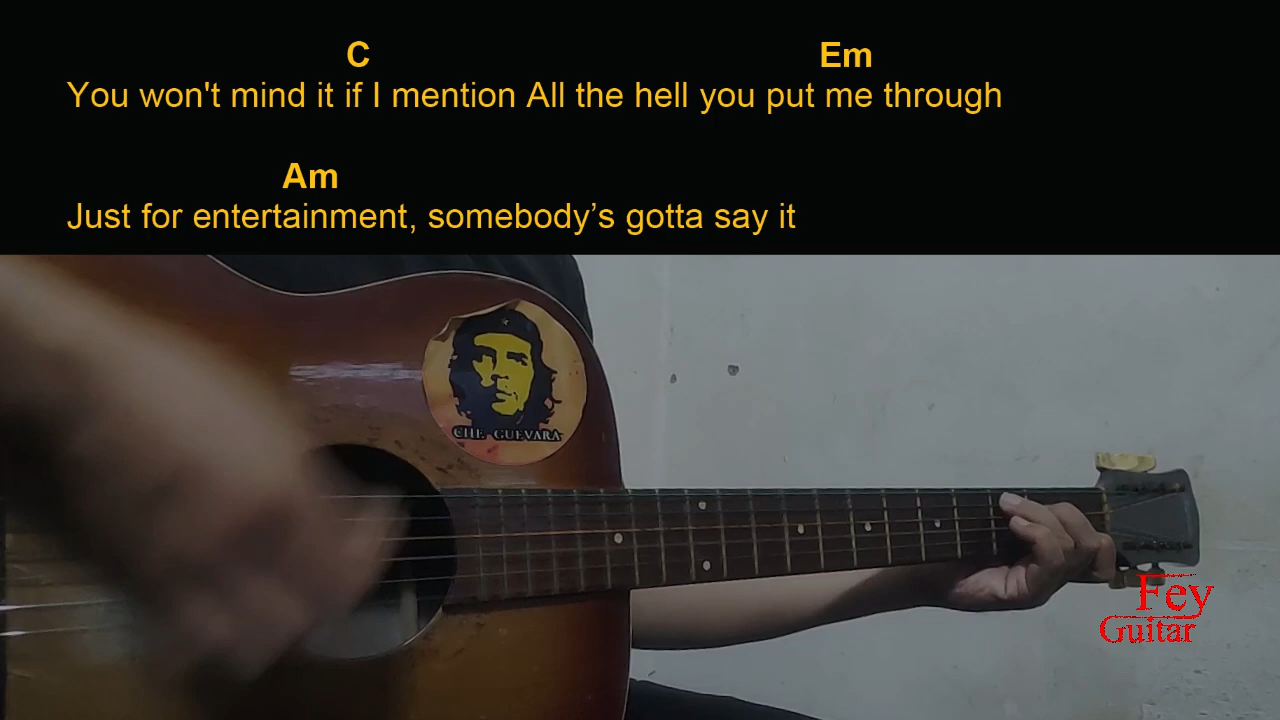 C Em
You won't mind it if I mention All the hell you put me through
Am
Just for entertainment, somebody’s gotta say it
CHE GUEVARA
Fey
Guitar